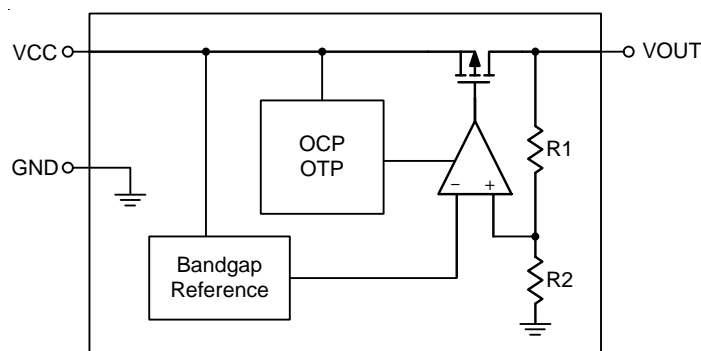 VCC
VOUT
OCP
OTP
R1
GND
− +
Bandgap
Reference
R2